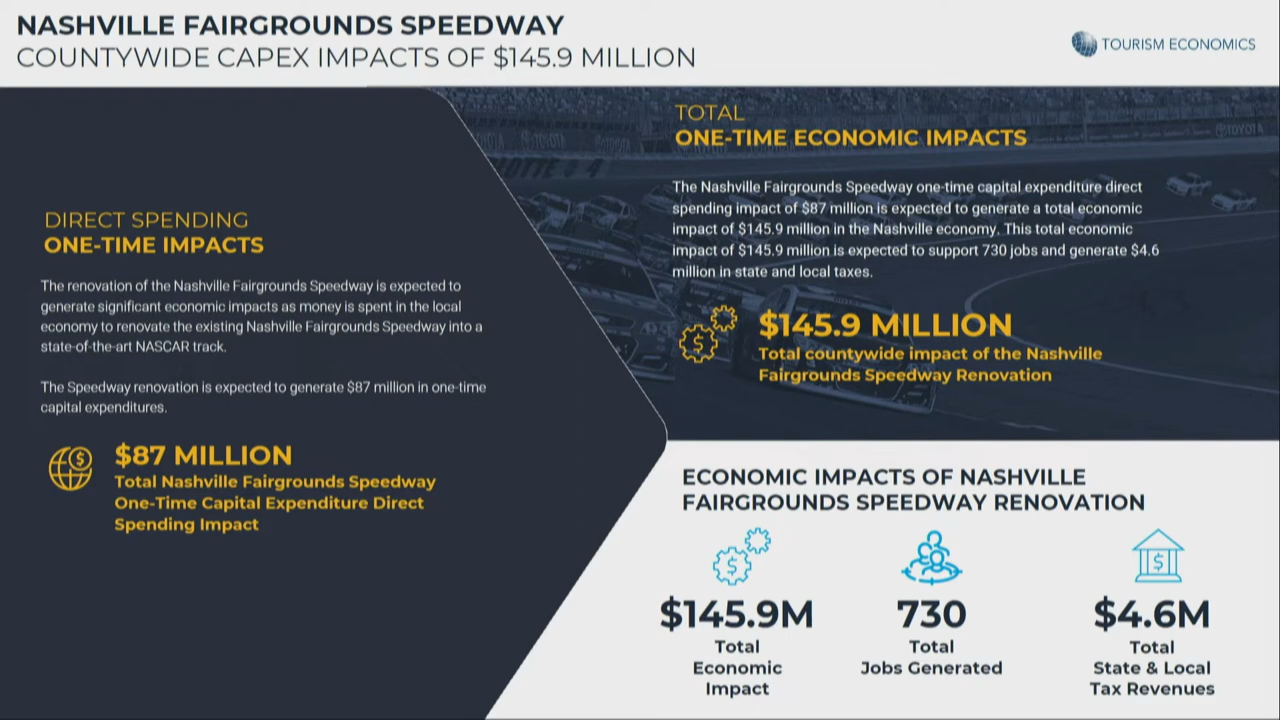 NASHVILLE FAIRGROUNDS SPEEDWAY
COUNTYWIDE CAPEX IMPACTS OF $145.9 MILLION
TOURISM ECONOMICS
DIRECT SPENDING
ONE-TIME IMPACTS
The renovation of the Nashville Fairgrounds Speedway is expected to
generate significant economic impacts as money is spent in the local
economy to renovate the existing Nashville Fairgrounds Speedway into a
state-of-the-art NASCAR track.
The Speedway renovation is expected to generate $87 million in one-time
capital expenditures.
$87 MILLION
Total Nashville Fairgrounds Speedway
One-Time Capital Expenditure Direct
Spending Impact
TOTAL
ONE-TIME ECONOMIC IMPACTS
The Nashville Fairgrounds Speedway one-time capital expenditure direct
spending impact of $87 million is expected to generate a total economic
impact of $145.9 million in the Nashville economy. This total economic
impact of $145.9 million is expected to support 730 jobs and generate $4.6
million in state and local taxes.
$145.9 MILLION
Total countywide impact of the Nashville
Fairgrounds Speedway Renovation
TOYOTA
TOYOTA
ECONOMIC IMPACTS OF NASHVILLE
FAIRGROUNDS SPEEDWAY RENOVATION
$145.9M
Total
Economic
Impact
730
Total
Jobs Generated
$4.6M
Total
State & Local
Tax Revenues